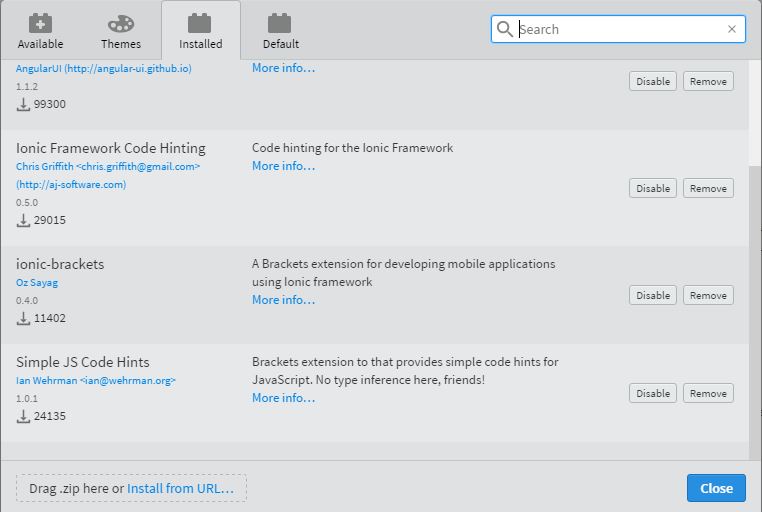 Available
Themes
Installed
Default
Search
AngularUI (http://angular-ui.github.io)
1.1.2
99300
More info...
Disable
Remove
Ionic Framework Code Hinting
Chris Griffith <chris.griffith@gmail.com>
(http://aj-software.com)
0.5.0
29015
Code hinting for the Ionic Framework
More info...
Disable
Remove
ionic-brackets
Oz Sayag
0.4.0
11402
A Brackets extension for developing mobile applications
using Ionic framework
More info...
Disable
Remove
Simple JS Code Hints
Ian Wehrman <ian@wehrman.org>
1.0.1
24135
Brackets extension to that provides simple code hints for
JavaScript. No type inference here, friends!
More info...
Disable
Remove
Drag .zip here or Install from URL...
Close